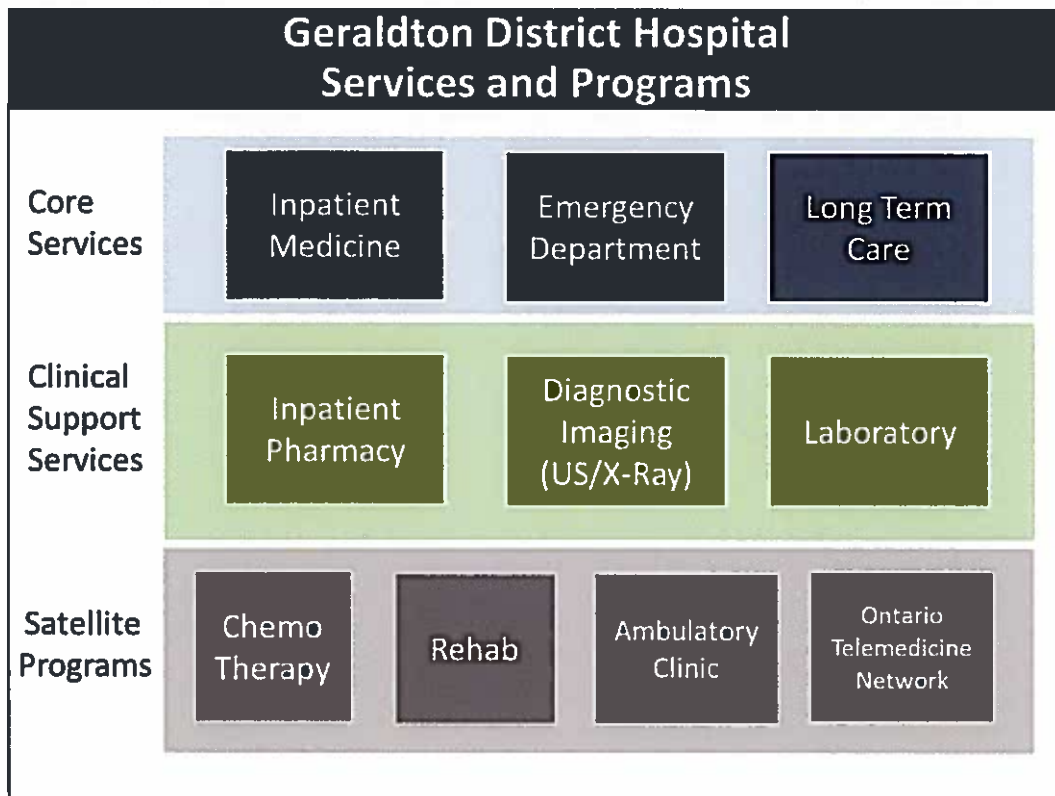 Geraldton District Hospital
Services and Programs
Core
Services
Inpatient
Medicine
Emergency
Department
Long Term
Care
Clinical
Support
Services
Inpatient
Pharmacy
Diagnostic
Imaging
(US/X-Ray)
Laboratory
Satellite
Programs
Chemo
Therapy
Rehab
Ambulatory
Clinic
Ontario
Telemedicine
Network